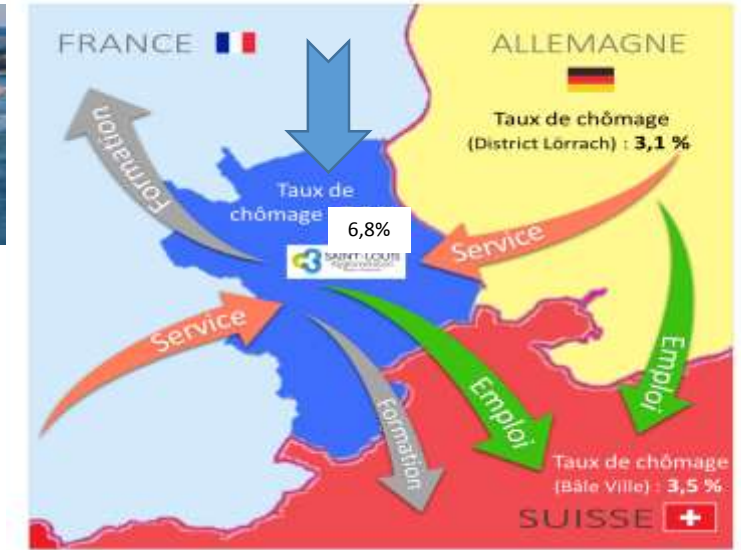 FRANCE
ALLEMAGNE
Taux de chômage
(District Lörrach) : 3,1 %
Formation
Taux de
chômage
6,8%
SAINT-LOUIS
Agglomération
Service
Service
Emploi
Emploi
Formation
Taux de chômage
(Bâle Ville) : 3,5 %
SUISSE